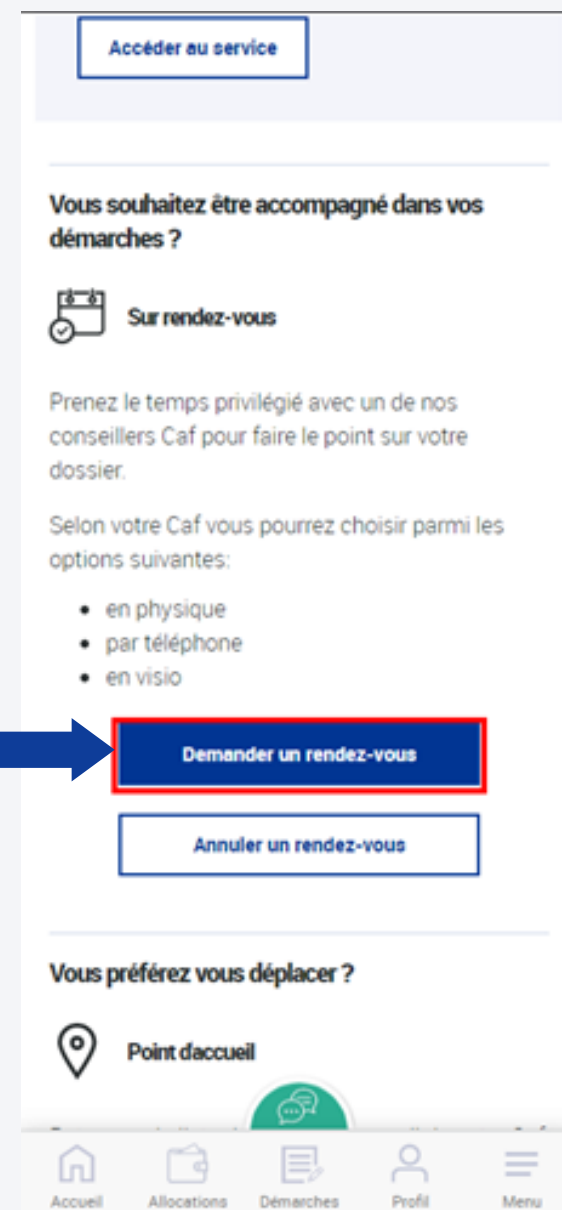 Accéder au service
Vous souhaitez être accompagné dans vos
démarches ?
Sur rendez-vous
Prenez le temps privilégié avec un de nos
conseillers Caf pour faire le point sur votre
dossier.
Selon votre Caf vous pourrez choisir parmi les
options suivantes:
• en physique
• par téléphone
• en visio
Demander un rendez-vous
Annuler un rendez-vous
Vous préférez vous déplacer ?
Point d'accueil
Accueil Allocations Démarches Profil Menu